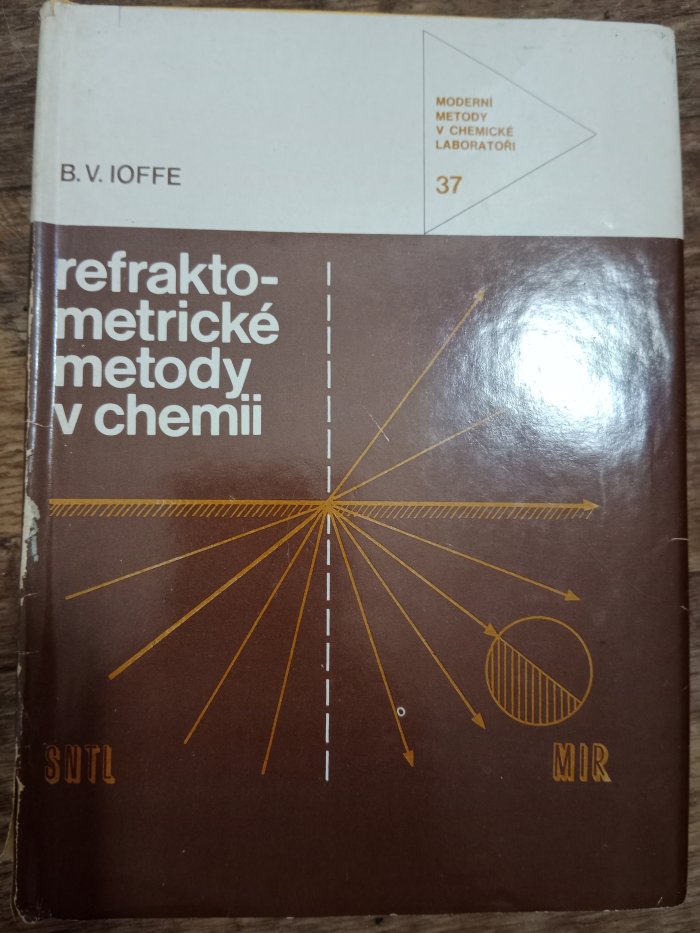 MODERNÍ
METODY
V CHEMICKÉ
LABORATOŘI
37
B. V. IOFFE
refrakto-
metrické
metody
v chemii
SNTL
MIR